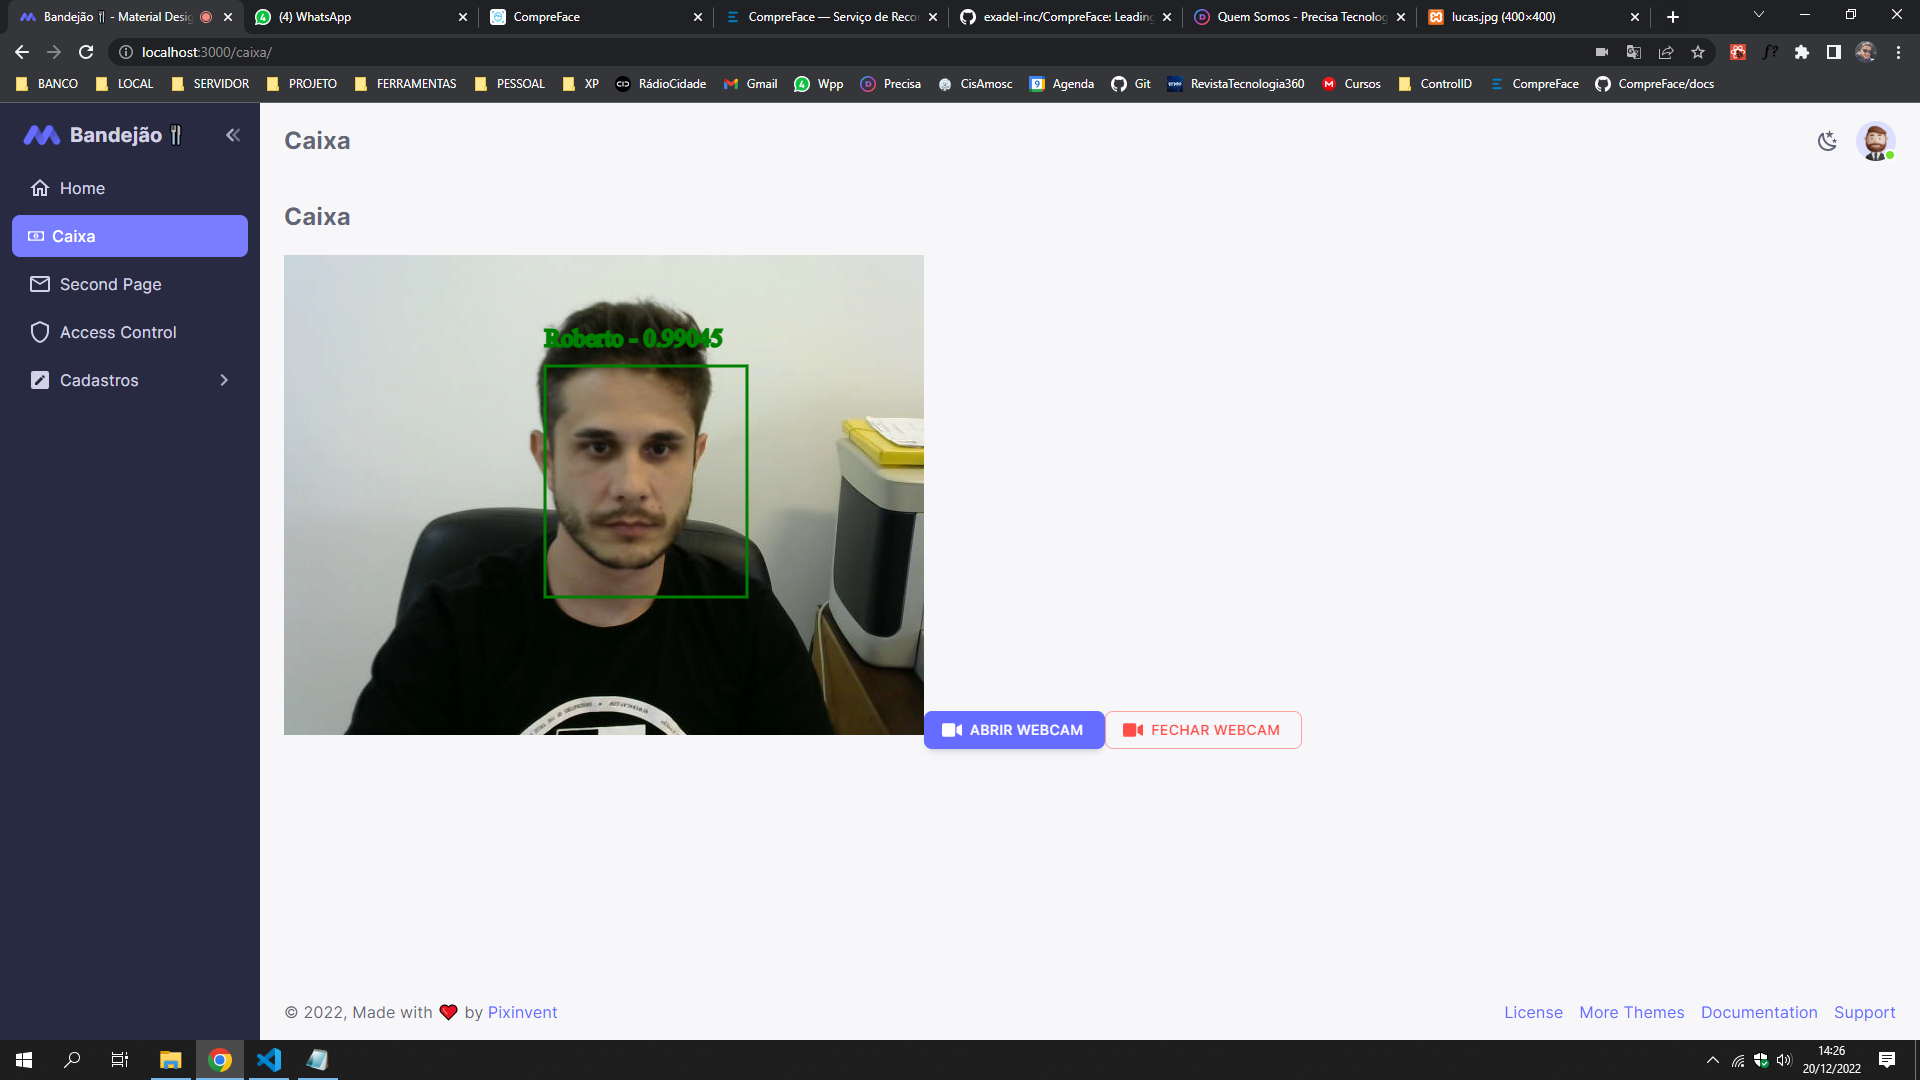 Bandejão - Material Desig
(4) WhatsApp
CompreFace
CompreFace — Serviço de Reco
exadel-inc/CompreFace: Leading
Quem Somos - Precisa Tecnolog
lucas.jpg (400×400)
localhost:3000/caixa/
BANCO
LOCAL
SERVIDOR
PROJETO
FERRAMENTAS
PESSOAL
XP
RádioCidade
Gmail
Wpp
Precisa
CisAmosc
Agenda
Git
RevistaTecnologia360
Cursos
ControlID
CompreFace
CompreFace/docs
Bandejão
Home
Caixa
Second Page
Access Control
Cadastros
Caixa
Caixa
Roberto - 0.99045
ABRIR WEBCAM
FECHAR WEBCAM
© 2022, Made with ❤ by Pixinvent
License
More Themes
Documentation
Support
14:26
20/12/2022